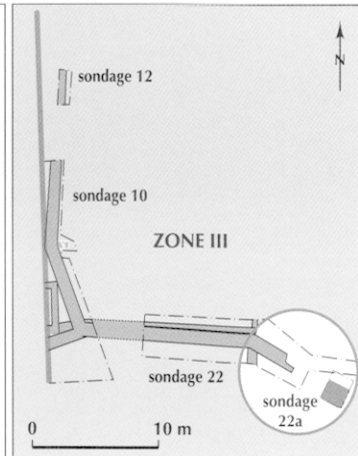 sondage 12
N
sondage 10
ZONE III
sondage 22
sondage
22a
0 10 m